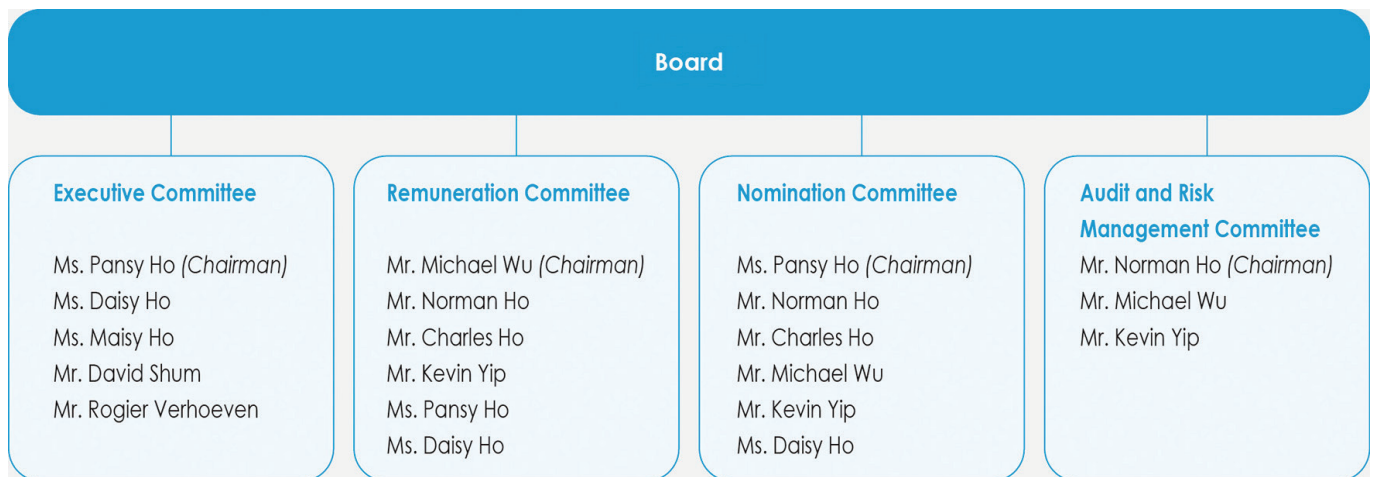 Board
Executive Committee
Ms. Pansy Ho (Chairman)
Ms. Daisy Ho
Ms. Maisy Ho
Mr. David Shum
Mr. Rogier Verhoeven
Remuneration Committee
Mr. Michael Wu (Chairman)
Mr. Norman Ho
Mr. Charles Ho
Mr. Kevin Yip
Ms. Pansy Ho
Ms. Daisy Ho
Nomination Committee
Ms. Pansy Ho (Chairman)
Mr. Norman Ho
Mr. Charles Ho
Mr. Michael Wu
Mr. Kevin Yip
Ms. Daisy Ho
Audit and Risk
Management Committee
Mr. Norman Ho (Chairman)
Mr. Michael Wu
Mr. Kevin Yip